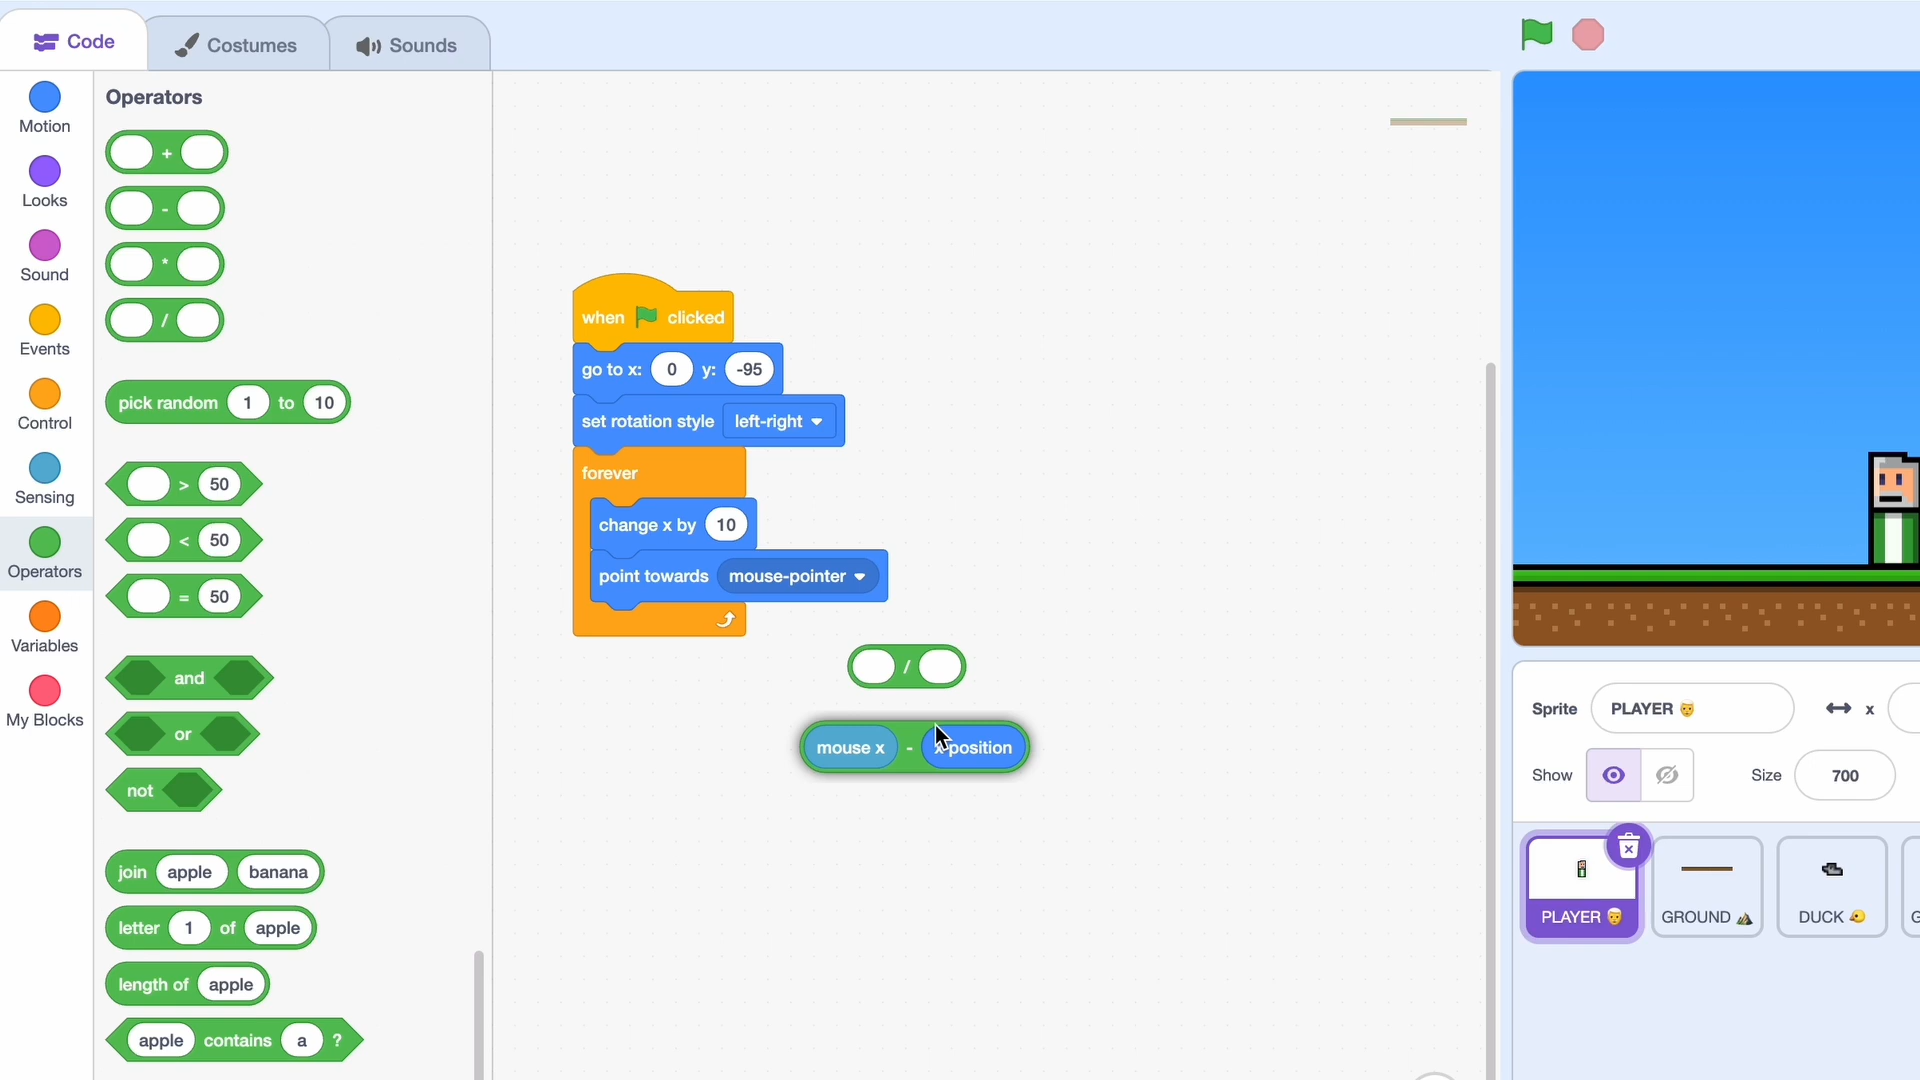 Code
Costumes
Sounds
Motion
Looks
Sound
Events
Control
Sensing
Operators
Variables
My Blocks
Operators
+
-
*
/
pick random 1 to 10
> 50
< 50
= 50
and
or
not
join apple banana
letter 1 of apple
length of apple
apple contains a ?
when clicked
go to x: 0 y: -95
set rotation style left-right
forever
change x by 10
point towards mouse-pointer
/
mouse x - x position
Sprite PLAYER
x
Show
Size 700
PLAYER
GROUND
DUCK